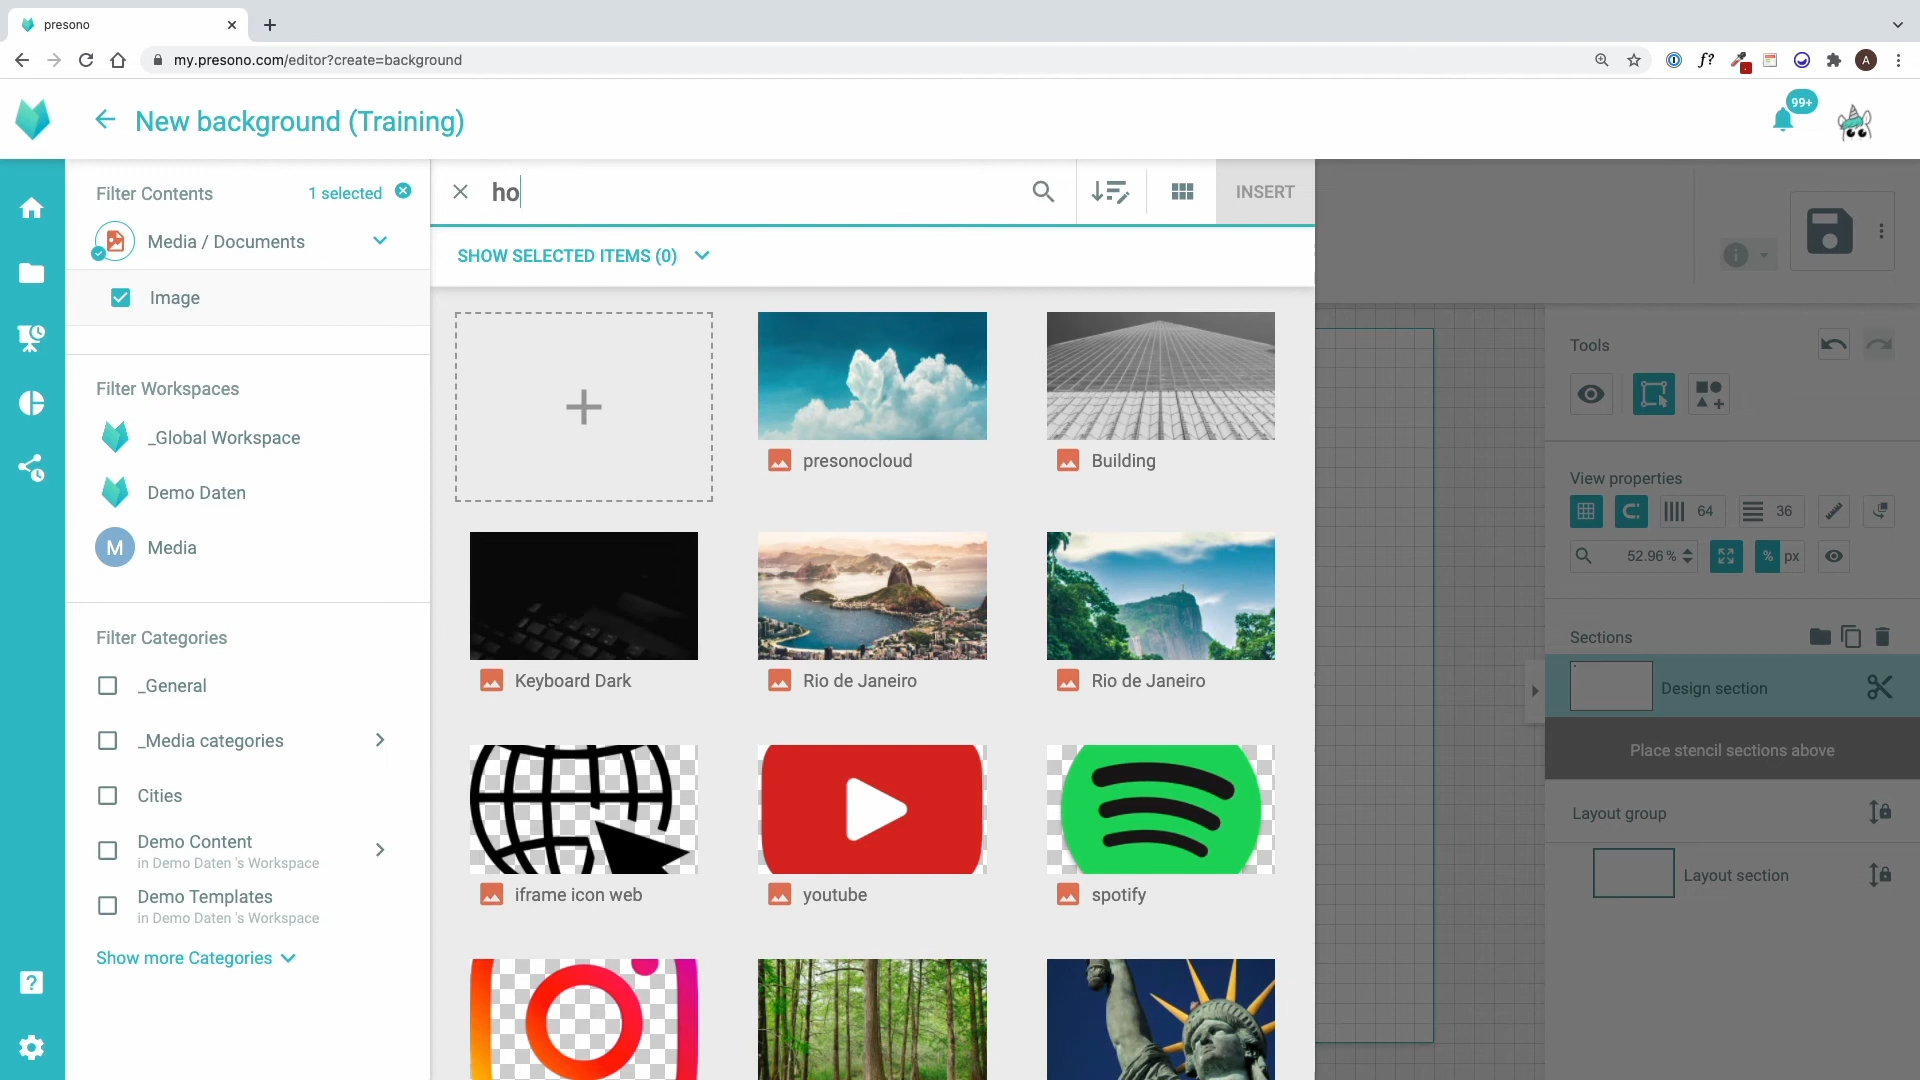 presono
my.presono.com/editor?create=background
f?
A
New background (Training)
99+
Filter Contents
1 selected
ho
INSERT
Media / Documents
SHOW SELECTED ITEMS (0)
Image
Filter Workspaces
_Global Workspace
Demo Daten
M
Media
Filter Categories
_General
_Media categories
Cities
Demo Content
in Demo Daten 's Workspace
Demo Templates
in Demo Daten 's Workspace
Show more Categories
presonocloud
Building
Keyboard Dark
Rio de Janeiro
Rio de Janeiro
iframe icon web
youtube
spotify
Tools
View properties
64
36
52.96 %
%
px
Sections
Design section
Place stencil sections above
Layout group
Layout section
?